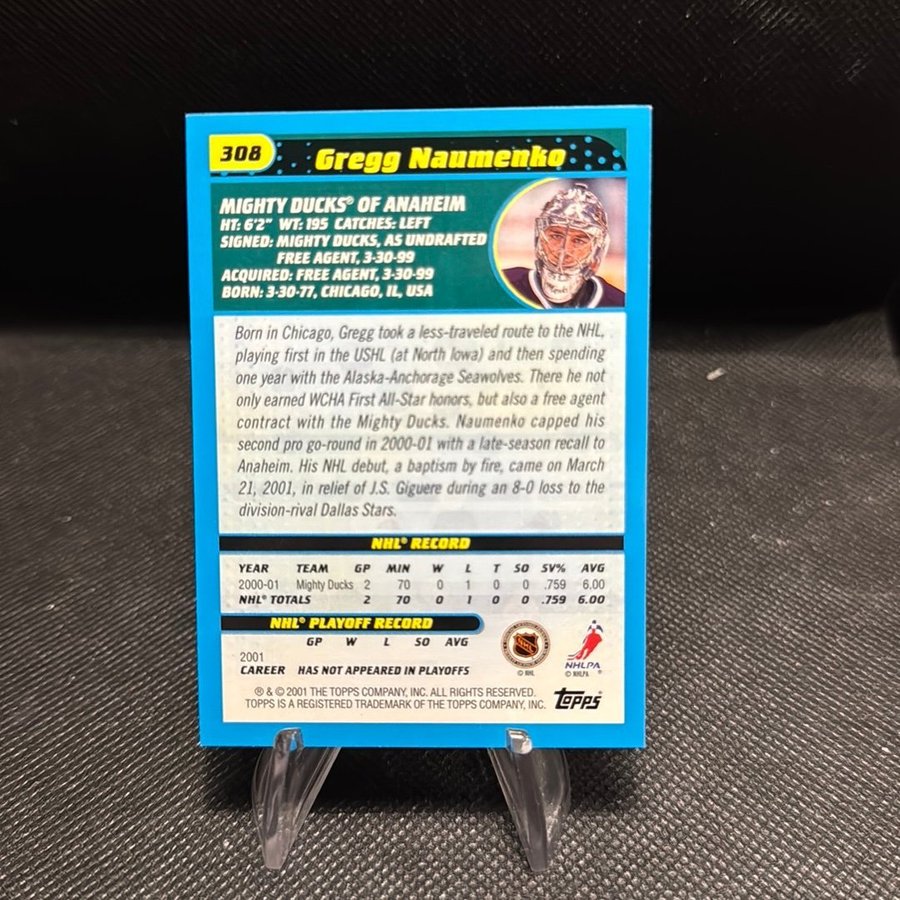 308
Gregg Naumenko
MIGHTY DUCKS® OF ANAHEIM
HT: 6'2" WT: 195 CATCHES: LEFT
SIGNED: MIGHTY DUCKS, AS UNDRAFTED
FREE AGENT, 3-30-99
ACQUIRED: FREE AGENT, 3-30-99
BORN: 3-30-77, CHICAGO, IL, USA
Born in Chicago, Gregg took a less-traveled route to the NHL,
playing first in the USHL (at North Iowa) and then spending
one year with the Alaska-Anchorage Seawolves. There he not
only earned WCHA First All-Star honors, but also a free agent
contract with the Mighty Ducks. Naumenko capped his
second pro go-round in 2000-01 with a late-season recall to
Anaheim. His NHL debut, a baptism by fire, came on March
21, 2001, in relief of J.S. Giguere during an 8-0 loss to the
division-rival Dallas Stars.
NHL® RECORD
YEAR TEAM GP MIN W L T SO SV% AVG
2000-01 Mighty Ducks 2 70 0 1 0 0 .759 6.00
NHL® TOTALS 2 70 0 1 0 0 .759 6.00
NHL® PLAYOFF RECORD
GP W L SO AVG
2001
CAREER HAS NOT APPEARED IN PLAYOFFS
NHL
© NHL
NHLPA®
© NHLPA
® & © 2001 THE TOPPS COMPANY, INC. ALL RIGHTS RESERVED.
TOPPS IS A REGISTERED TRADEMARK OF THE TOPPS COMPANY, INC.
topps